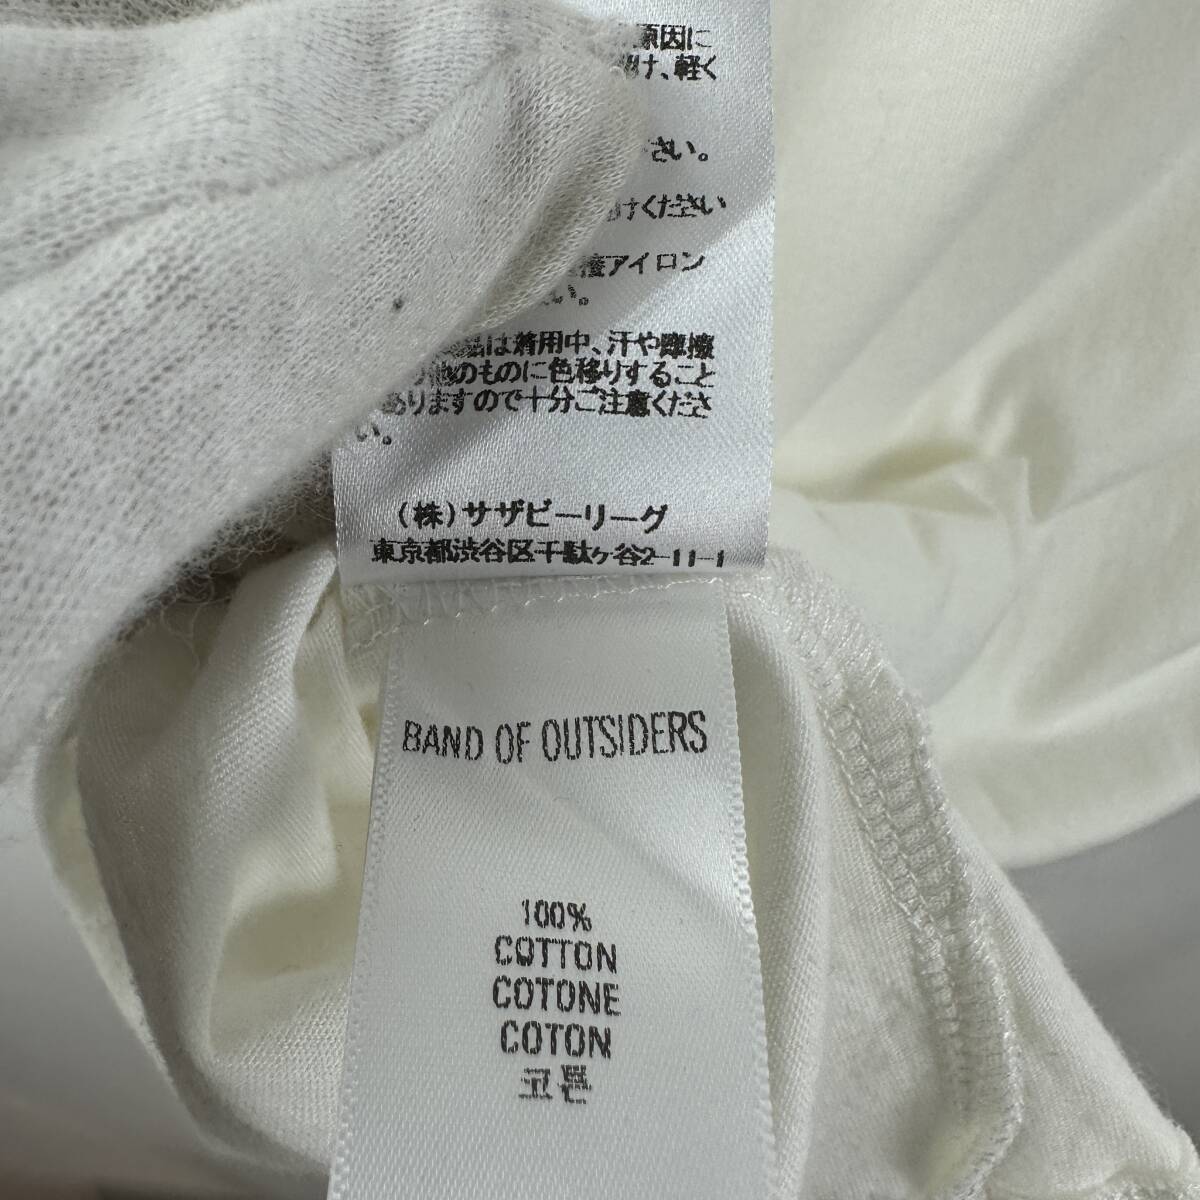 原因に
け、軽く
さい。
けください
アイロン
い。
は着用中、汗や摩擦
他のものに色移りすること
ありますので十分ご注意くださ
い。
(株)サザビーリーグ
東京都渋谷区千駄ヶ谷2-11-1
BAND OF OUTSIDERS
100%
COTTON
COTONE
COTON
코튼